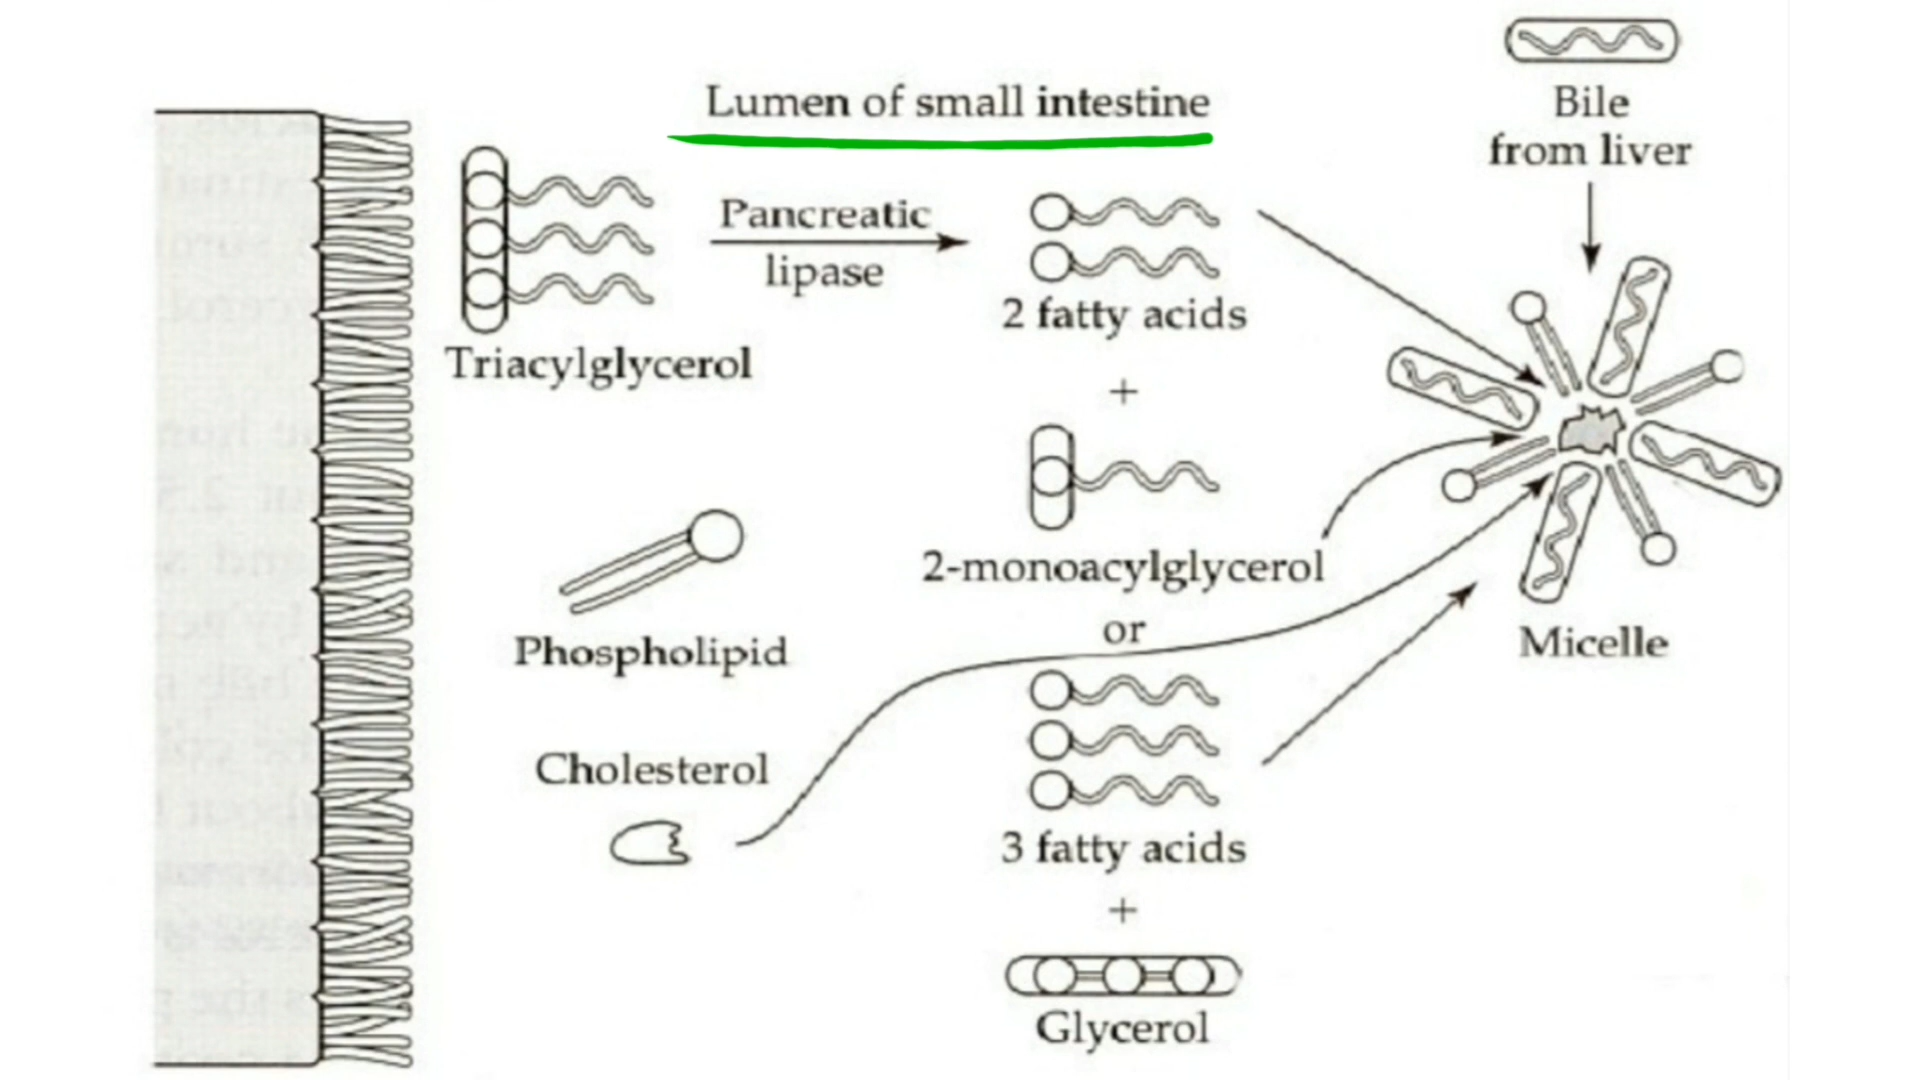 Lumen of small intestine
Bile
from liver
Pancreatic
lipase
2 fatty acids
Triacylglycerol
+
2-monoacylglycerol
or
Phospholipid
Micelle
Cholesterol
3 fatty acids
+
Glycerol